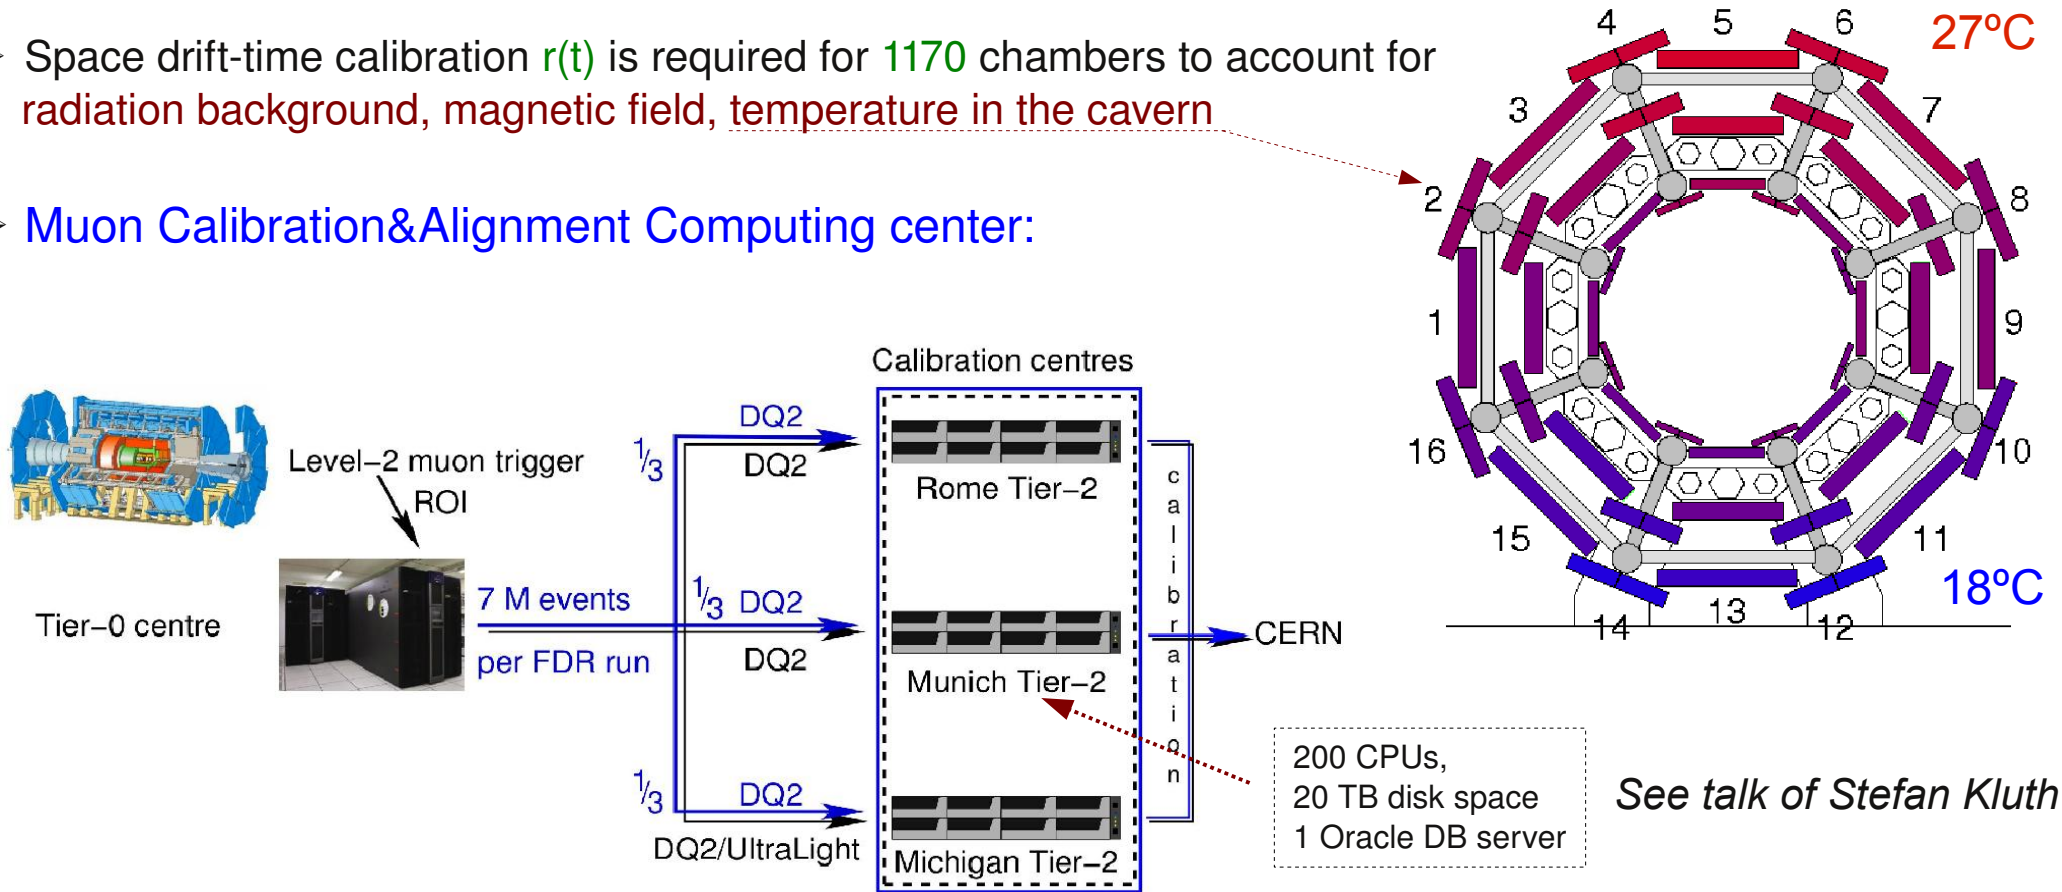 ➢ Space drift-time calibration r(t) is required for 1170 chambers to account for
radiation background, magnetic field, temperature in the cavern
➢ Muon Calibration&Alignment Computing center:
27ºC
4
5
6
3
7
2
8
1
9
16
10
15
11
14
13
12
18ºC
Calibration centres
Level-2 muon trigger
ROI
Tier-0 centre
7 M events
per FDR run
1/3
DQ2
DQ2
Rome Tier-2
1/3
DQ2
DQ2
Munich Tier-2
1/3
DQ2
DQ2/UltraLight
Michigan Tier-2
calibration
CERN
200 CPUs,
20 TB disk space
1 Oracle DB server
See talk of Stefan Kluth